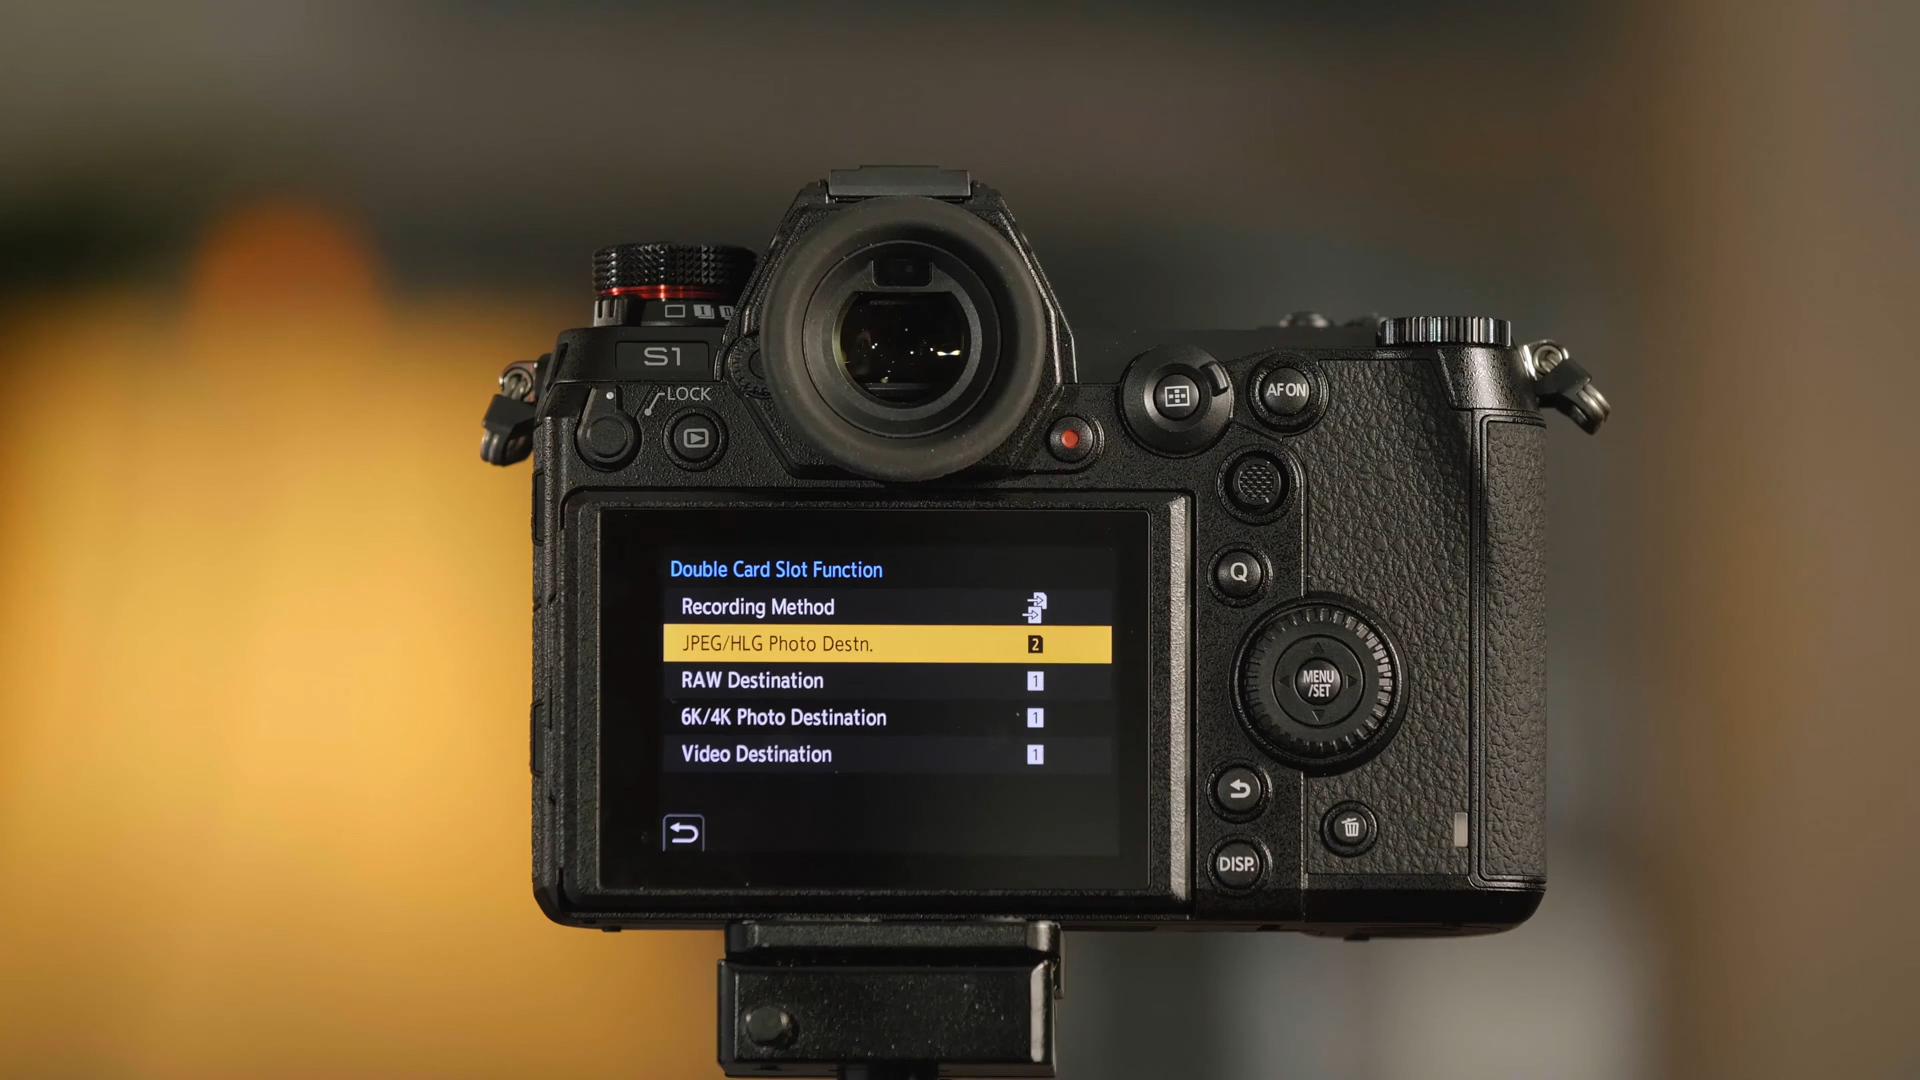 S1
LOCK
AF ON
Double Card Slot Function
Recording Method
JPEG/HLG Photo Destn. 2
RAW Destination 1
6K/4K Photo Destination 1
Video Destination 1
Q
MENU
/SET
DISP.